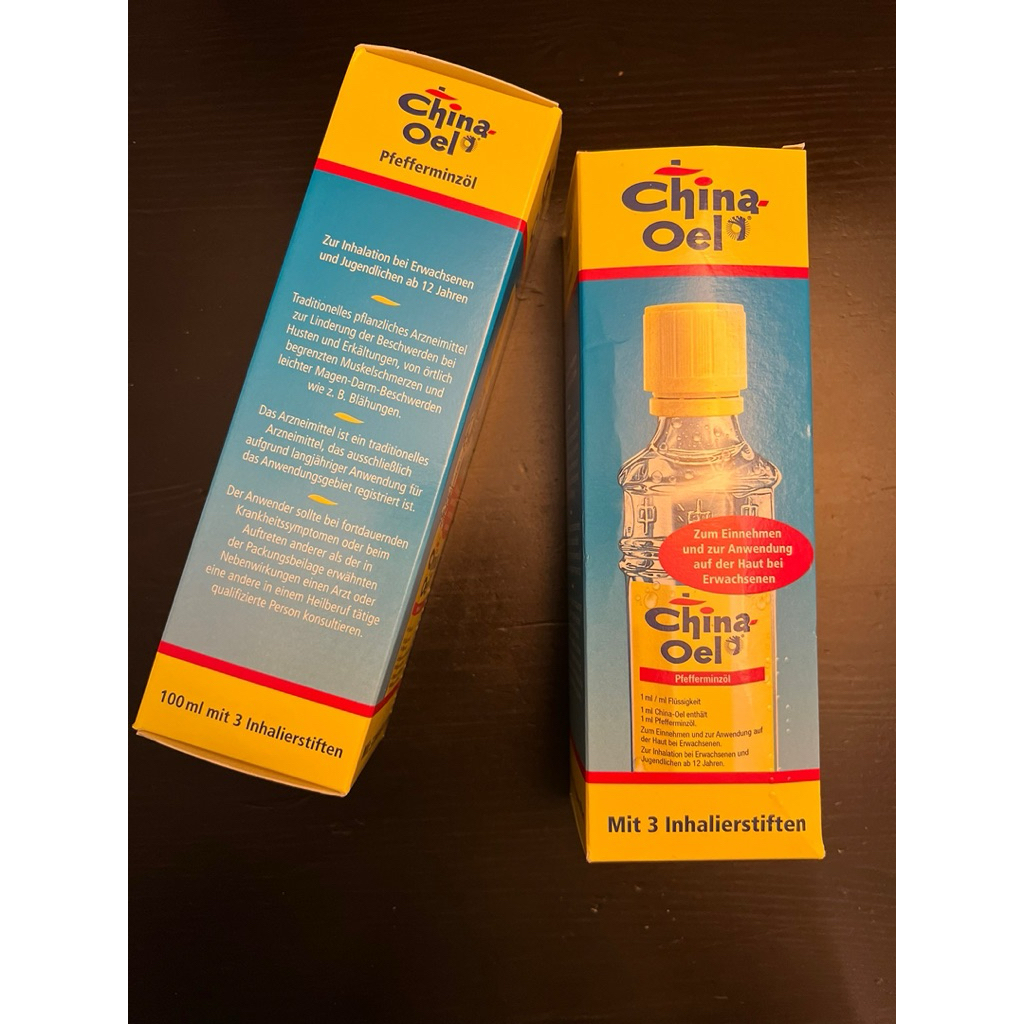 China-
Oel
Pfefferminzöl
Zur Inhalation bei Erwachsenen
und Jugendlichen ab 12 Jahren
Traditionelles pflanzliches Arzneimittel
zur Linderung der Beschwerden bei
Husten und Erkältungen, von örtlich
begrenzten Muskelschmerzen und
leichter Magen-Darm-Beschwerden
wie z. B. Blähungen.
Das Arzneimittel ist ein traditionelles
Arzneimittel, das ausschließlich
aufgrund langjähriger Anwendung für
das Anwendungsgebiet registriert ist.
Der Anwender sollte bei fortdauernden
Krankheitssymptomen oder beim
Auftreten anderer als der in
der Packungsbeilage erwähnten
Nebenwirkungen einen Arzt oder
eine andere in einem Heilberuf tätige
qualifizierte Person konsultieren.
100 ml mit 3 Inhalierstiften
China-
Oel
中 油 中
Zum Einnehmen
und zur Anwendung
auf der Haut bei
Erwachsenen
China-
Oel
Pfefferminzöl
1 ml / ml Flüssigkeit
1 ml China-Oel enthält
1 ml Pfefferminzöl.
Zum Einnehmen und zur Anwendung auf
der Haut bei Erwachsenen.
Zur Inhalation bei Erwachsenen und
Jugendlichen ab 12 Jahren.
Mit 3 Inhalierstiften